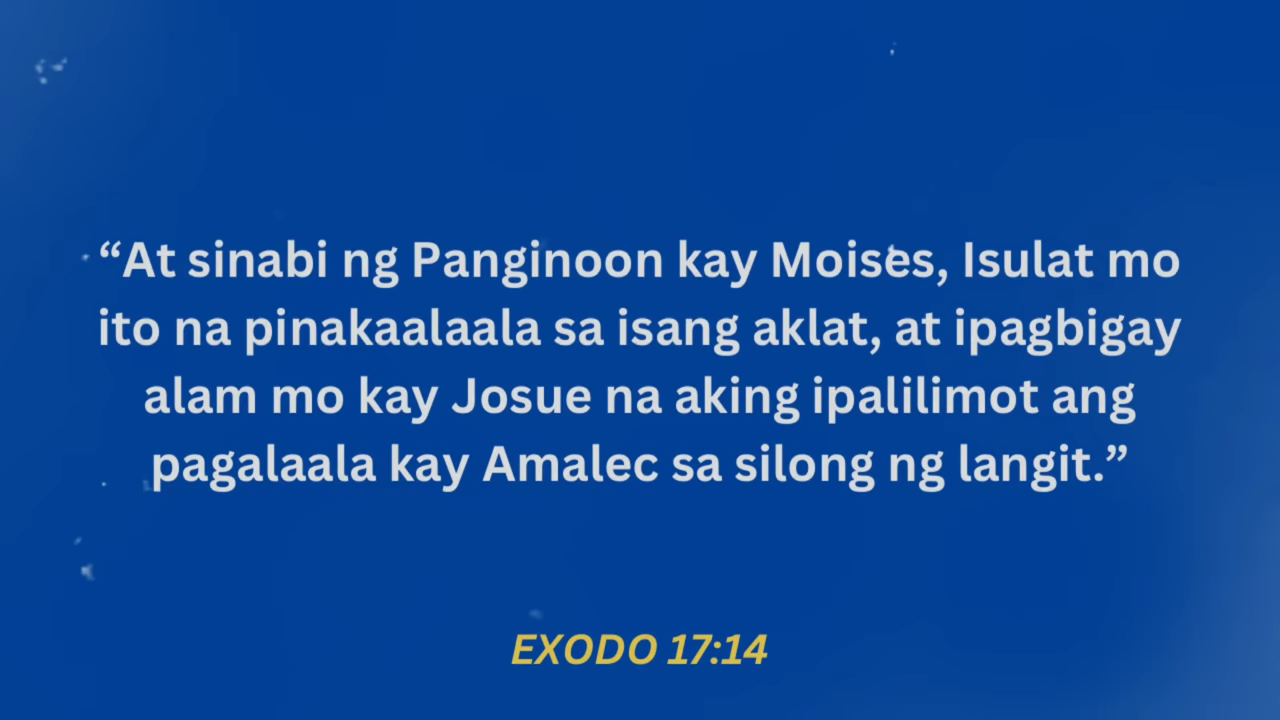 “At sinabi ng Panginoon kay Moises, Isulat mo
ito na pinakaalaala sa isang aklat, at ipagbigay
alam mo kay Josue na aking ipalilimot ang
pagalaala kay Amalec sa silong ng langit.”
EXODO 17:14